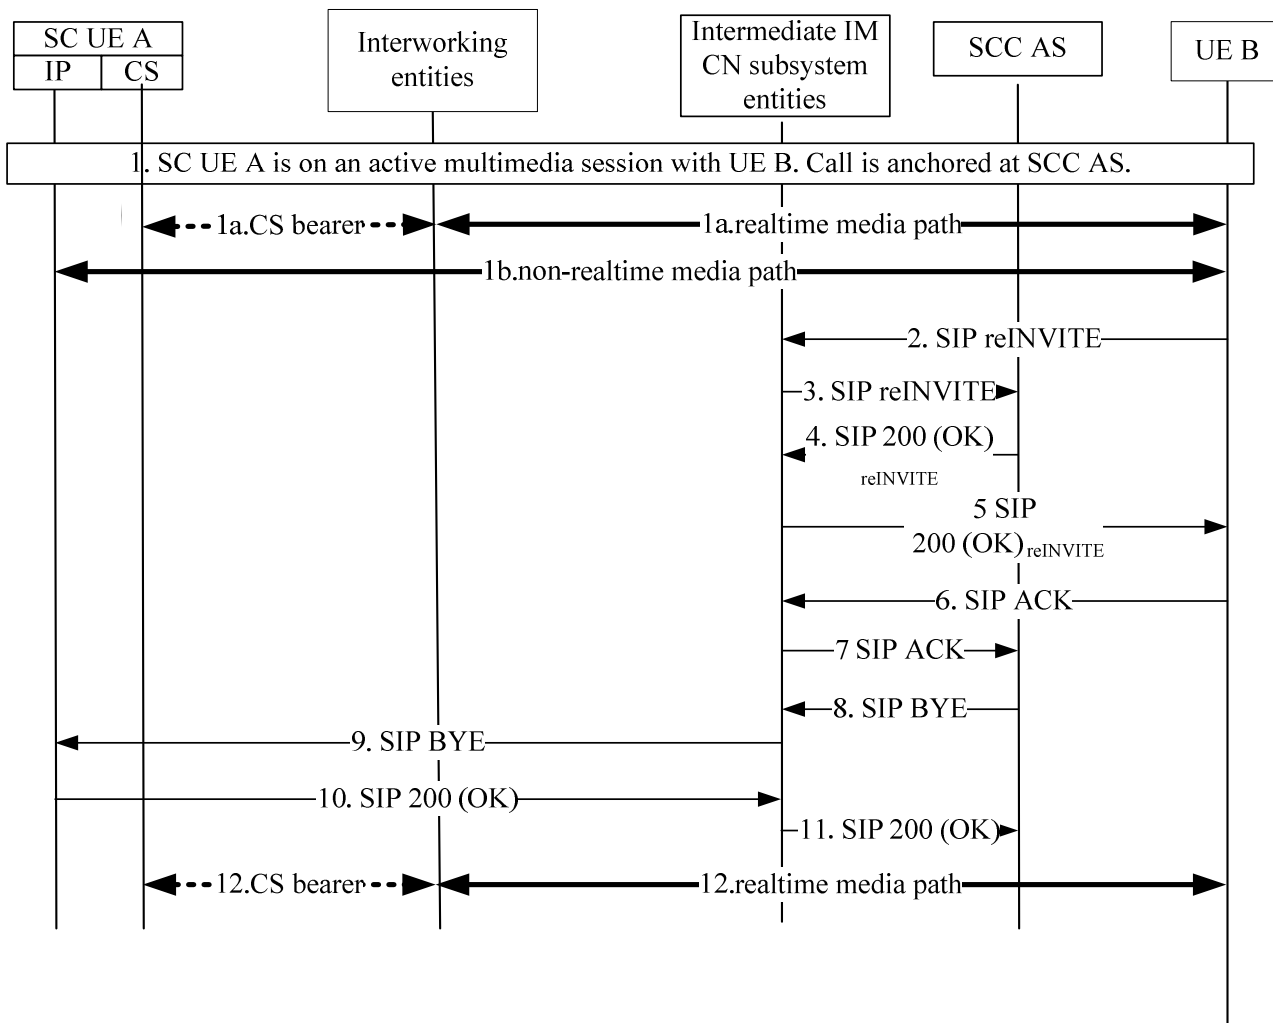 SC UE A
IP
CS
Interworking
entities
Intermediate IM
CN subsystem
entities
SCC AS
UE B
1. SC UE A is on an active multimedia session with UE B. Call is anchored at SCC AS.
1a.CS bearer
1a.realtime media path
1b.non-realtime media path
2. SIP reINVITE
3. SIP reINVITE
4. SIP 200 (OK)
reINVITE
5 SIP
200 (OK) reINVITE
6. SIP ACK
7 SIP ACK
8. SIP BYE
9. SIP BYE
10. SIP 200 (OK)
11. SIP 200 (OK)
12.CS bearer
12.realtime media path